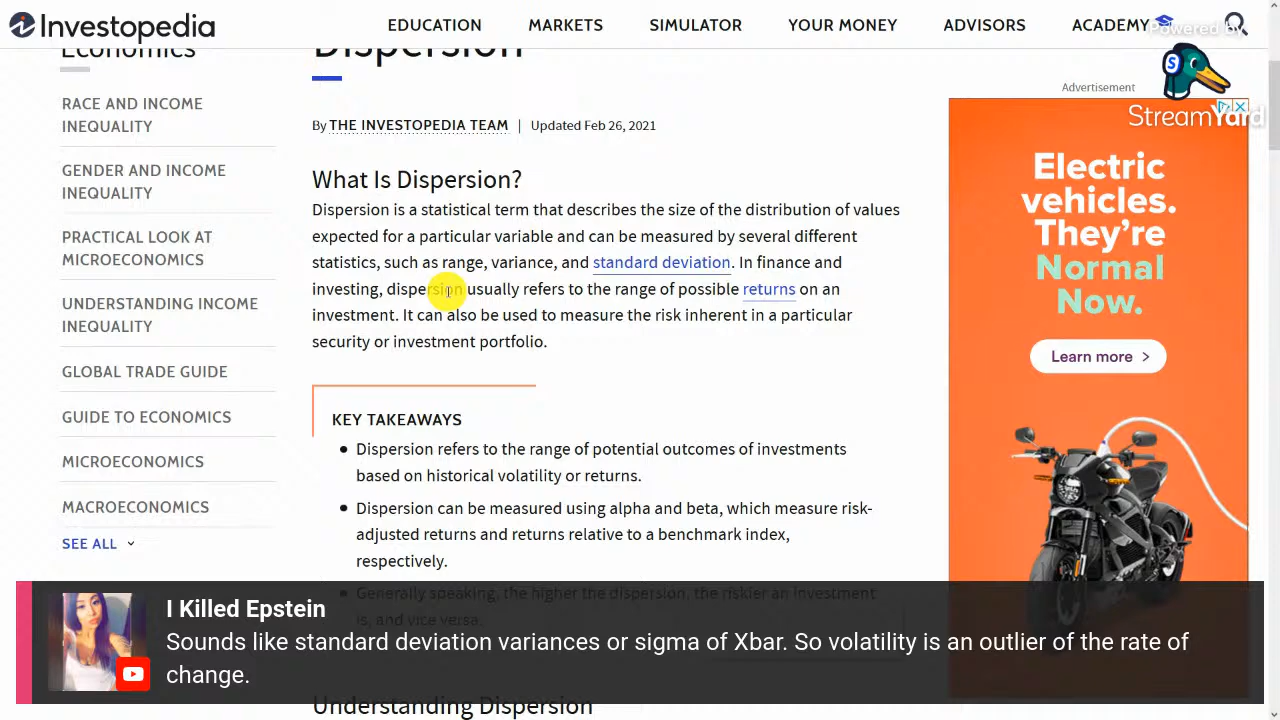 Investopedia
EDUCATION
MARKETS
SIMULATOR
YOUR MONEY
ADVISORS
ACADEMY
Powered by
StreamYard
Economics
RACE AND INCOME
INEQUALITY
GENDER AND INCOME
INEQUALITY
PRACTICAL LOOK AT
MICROECONOMICS
UNDERSTANDING INCOME
INEQUALITY
GLOBAL TRADE GUIDE
GUIDE TO ECONOMICS
MICROECONOMICS
MACROECONOMICS
SEE ALL
Dispersion
By THE INVESTOPEDIA TEAM | Updated Feb 26, 2021
What Is Dispersion?
Dispersion is a statistical term that describes the size of the distribution of values
expected for a particular variable and can be measured by several different
statistics, such as range, variance, and standard deviation. In finance and
investing, dispersion usually refers to the range of possible returns on an
investment. It can also be used to measure the risk inherent in a particular
security or investment portfolio.
KEY TAKEAWAYS
● Dispersion refers to the range of potential outcomes of investments
based on historical volatility or returns.
● Dispersion can be measured using alpha and beta, which measure risk-
adjusted returns and returns relative to a benchmark index,
respectively.
● Generally speaking, the higher the dispersion, the riskier an investment
is, and vice versa.
Understanding Dispersion
Advertisement
Electric
vehicles.
They're
Normal
Now.
Learn more >
S
I Killed Epstein
Sounds like standard deviation variances or sigma of Xbar. So volatility is an outlier of the rate of
change.